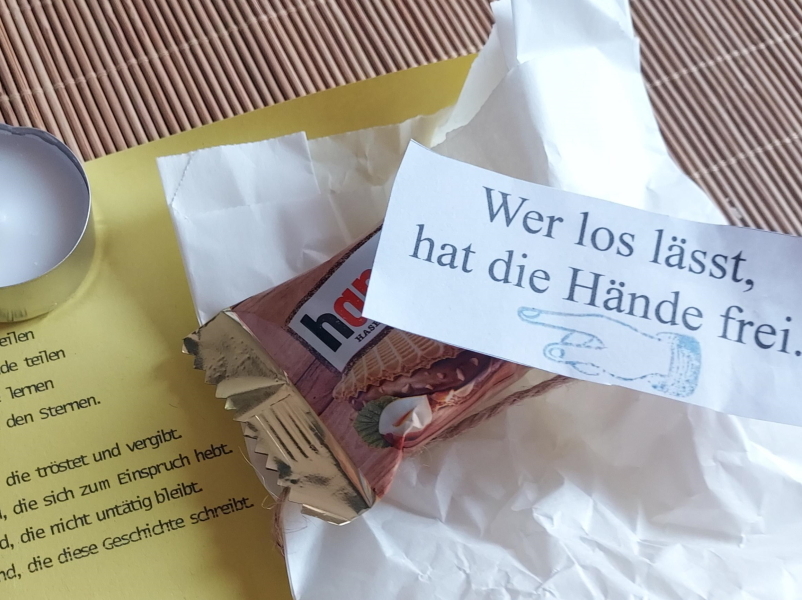 Wer los lässt,
hat die Hände frei.
eilen
de teilen
lernen
den Sternen.
die tröstet und vergibt.
, die sich zum Einspruch hebt.
d, die nicht untätig bleibt.
nd, die diese Geschichte schreibt.